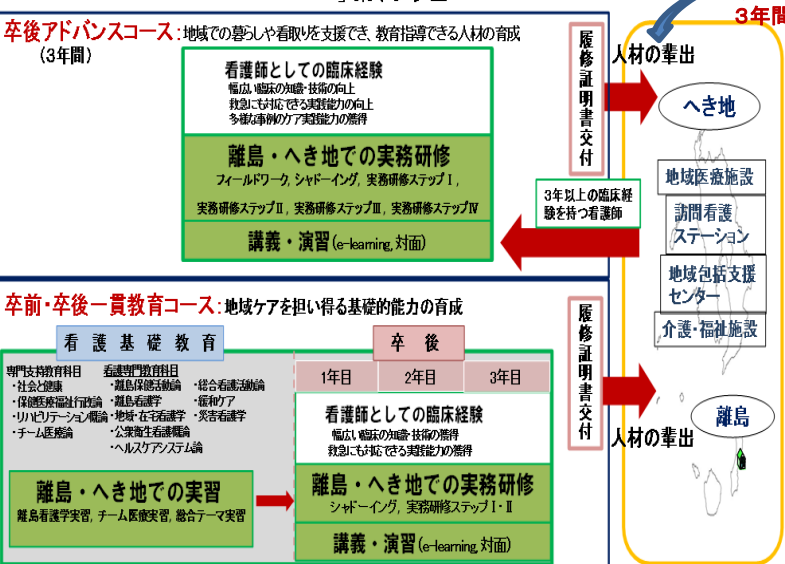 卒後アドバンスコース：地域での暮らしや看取りを支援でき、教育指導できる人材の育成
(3年間)
看護師としての臨床経験
幅広い臨床の知識・技術の向上
救急にも対応できる実践能力の向上
多様な事例のケア実践能力の獲得
離島・へき地での実務研修
フィールドワーク, シャドーイング, 実務研修ステップⅠ,
実務研修ステップⅡ, 実務研修ステップⅢ, 実務研修ステップⅣ
講義・演習(e-learning, 対面)
履修証明書交付
3年以上の臨床経
験を持つ看護師
3年間
人材の輩出
へき地
地域医療施設
訪問看護
ステーション
地域包括支援
センター
介護・福祉施設
離島
人材の輩出
卒前・卒後一貫教育コース：地域ケアを担い得る基礎的能力の育成
看護基礎教育
専門支持教育科目
・社会と健康
・保健医療福祉行政論
・リハビリテーション概論
・チーム医療論
看護専門教育科目
・離島保健活動論
・離島看護学
・地域・在宅看護学
・公衆衛生看護概論
・ヘルスケアシステム論
・総合看護活動論
・緩和ケア
・災害看護学
離島・へき地での実習
離島看護学実習, チーム医療実習, 総合テーマ実習
卒後
1年目
2年目
3年目
看護師としての臨床経験
幅広い臨床の知識・技術の獲得
救急にも対応できる実践能力の獲得
離島・へき地での実務研修
シャドーイング, 実務研修ステップⅠ・Ⅱ
講義・演習(e-learning, 対面)
履修証明書交付